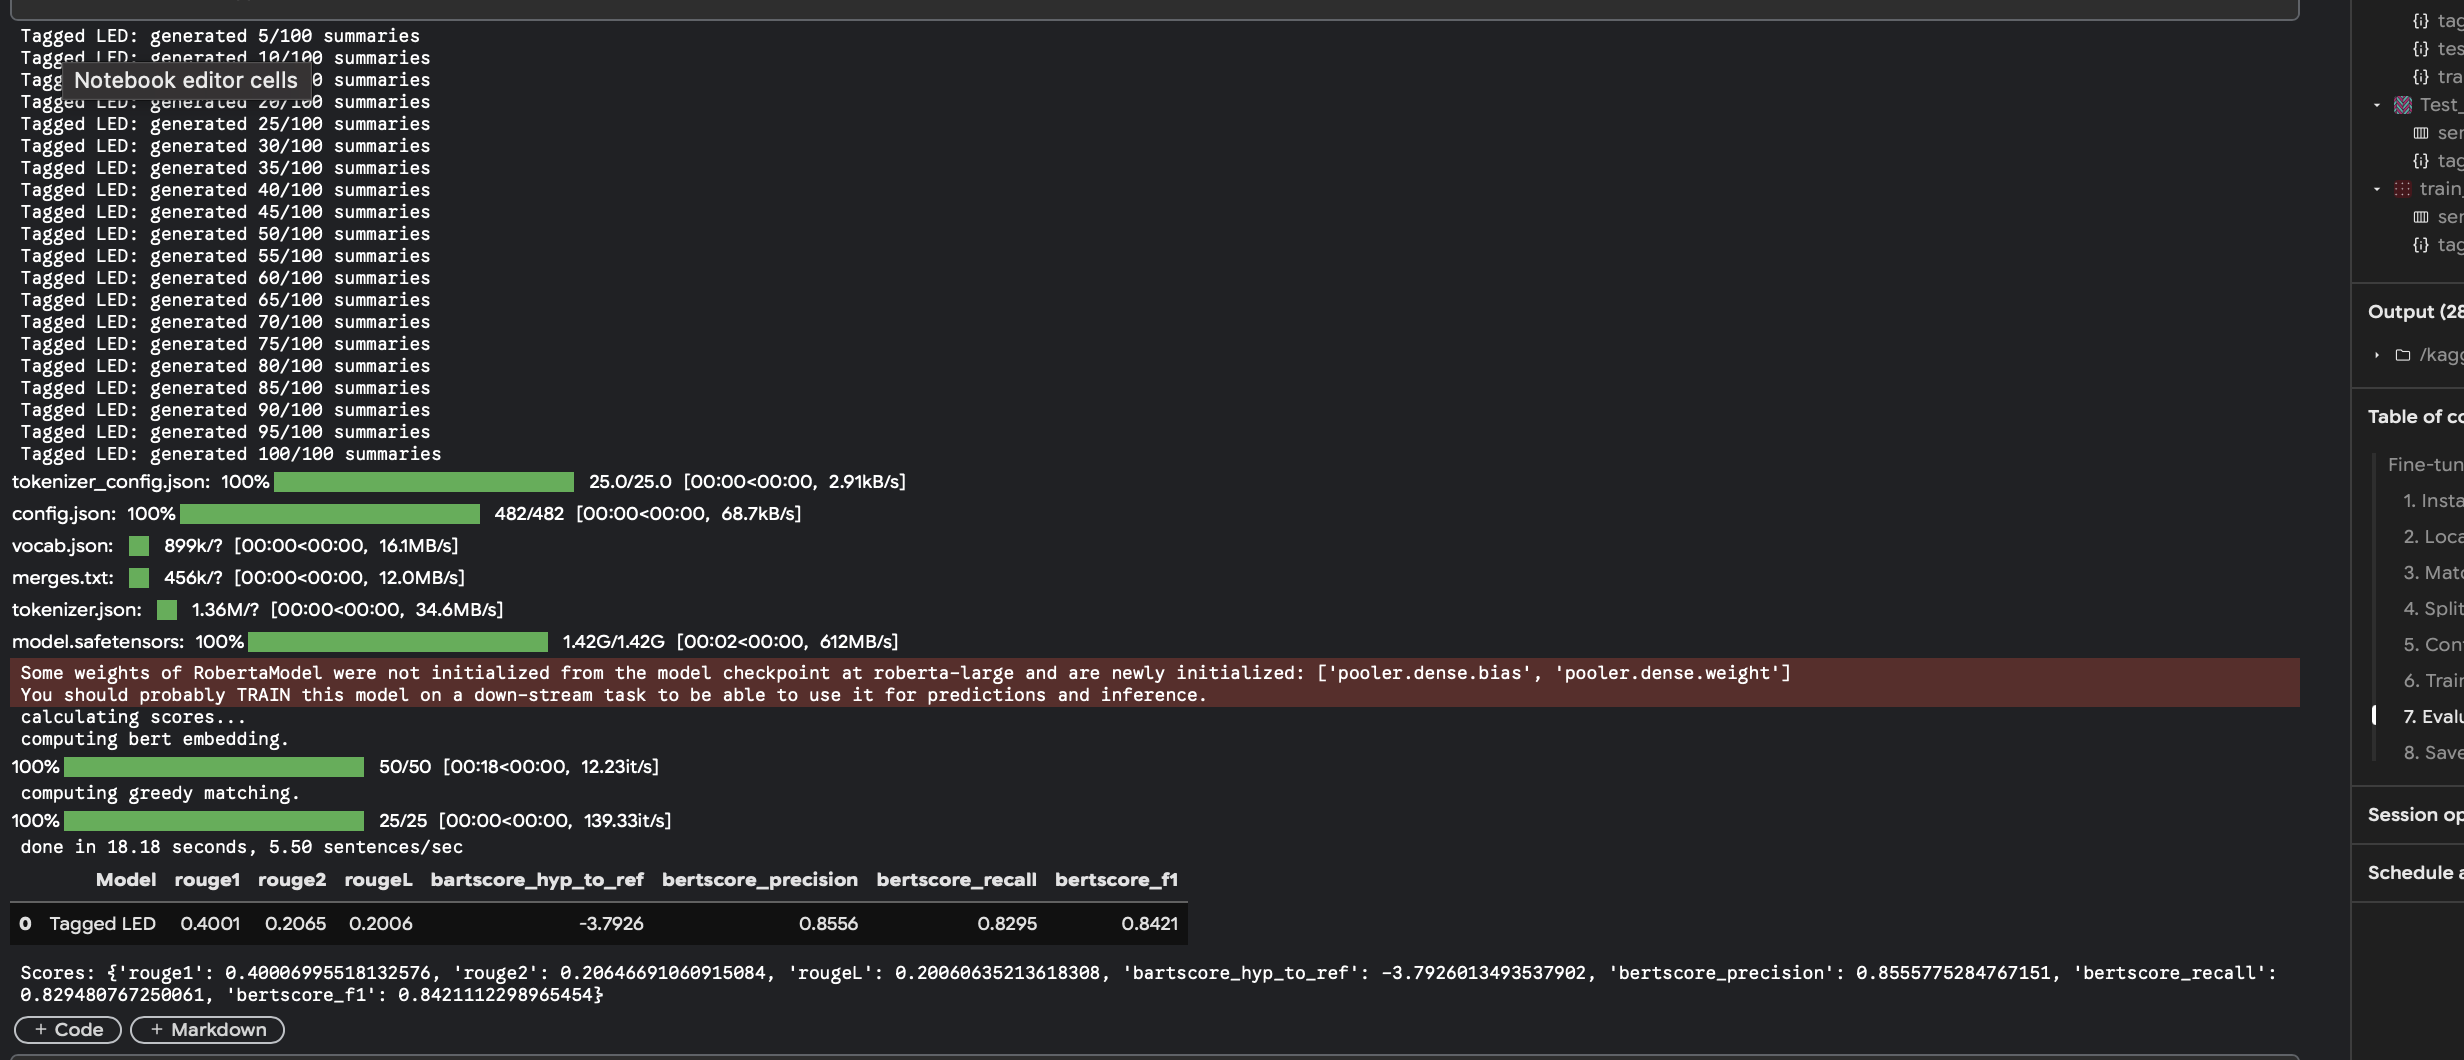 Tagged LED: generated 5/100 summaries
Tagged LED: generated 10/100 summaries
Notebook editor cells
Tagged LED: generated 20/100 summaries
Tagged LED: generated 25/100 summaries
Tagged LED: generated 30/100 summaries
Tagged LED: generated 35/100 summaries
Tagged LED: generated 40/100 summaries
Tagged LED: generated 45/100 summaries
Tagged LED: generated 50/100 summaries
Tagged LED: generated 55/100 summaries
Tagged LED: generated 60/100 summaries
Tagged LED: generated 65/100 summaries
Tagged LED: generated 70/100 summaries
Tagged LED: generated 75/100 summaries
Tagged LED: generated 80/100 summaries
Tagged LED: generated 85/100 summaries
Tagged LED: generated 90/100 summaries
Tagged LED: generated 95/100 summaries
Tagged LED: generated 100/100 summaries
tokenizer_config.json: 100% 25.0/25.0 [00:00<00:00, 2.91kB/s]
config.json: 100% 482/482 [00:00<00:00, 68.7kB/s]
vocab.json: 899k/? [00:00<00:00, 16.1MB/s]
merges.txt: 456k/? [00:00<00:00, 12.0MB/s]
tokenizer.json: 1.36M/? [00:00<00:00, 34.6MB/s]
model.safetensors: 100% 1.42G/1.42G [00:02<00:00, 612MB/s]
Some weights of RobertaModel were not initialized from the model checkpoint at roberta-large and are newly initialized: ['pooler.dense.bias', 'pooler.dense.weight']
You should probably TRAIN this model on a down-stream task to be able to use it for predictions and inference.
calculating scores...
computing bert embedding.
100% 50/50 [00:18<00:00, 12.23it/s]
computing greedy matching.
100% 25/25 [00:00<00:00, 139.33it/s]
done in 18.18 seconds, 5.50 sentences/sec
Model rouge1 rouge2 rougeL bartscore_hyp_to_ref bertscore_precision bertscore_recall bertscore_f1
0 Tagged LED 0.4001 0.2065 0.2006 -3.7926 0.8556 0.8295 0.8421
Scores: {'rouge1': 0.40006995518132576, 'rouge2': 0.20646691060915084, 'rougeL': 0.20060635213618308, 'bartscore_hyp_to_ref': -3.7926013493537902, 'bertscore_precision': 0.8555775284767151, 'bertscore_recall':
0.829480767250061, 'bertscore_f1': 0.8421112298965454}
+ Code + Markdown
{i} tag
{i} tes
{i} tra
Test_
ser
{i} tag
train_
ser
{i} tag
Output (28
/kagg
Table of co
Fine-tun
1. Insta
2. Loca
3. Matc
4. Split
5. Con
6. Train
7. Evalu
8. Save
Session op
Schedule a